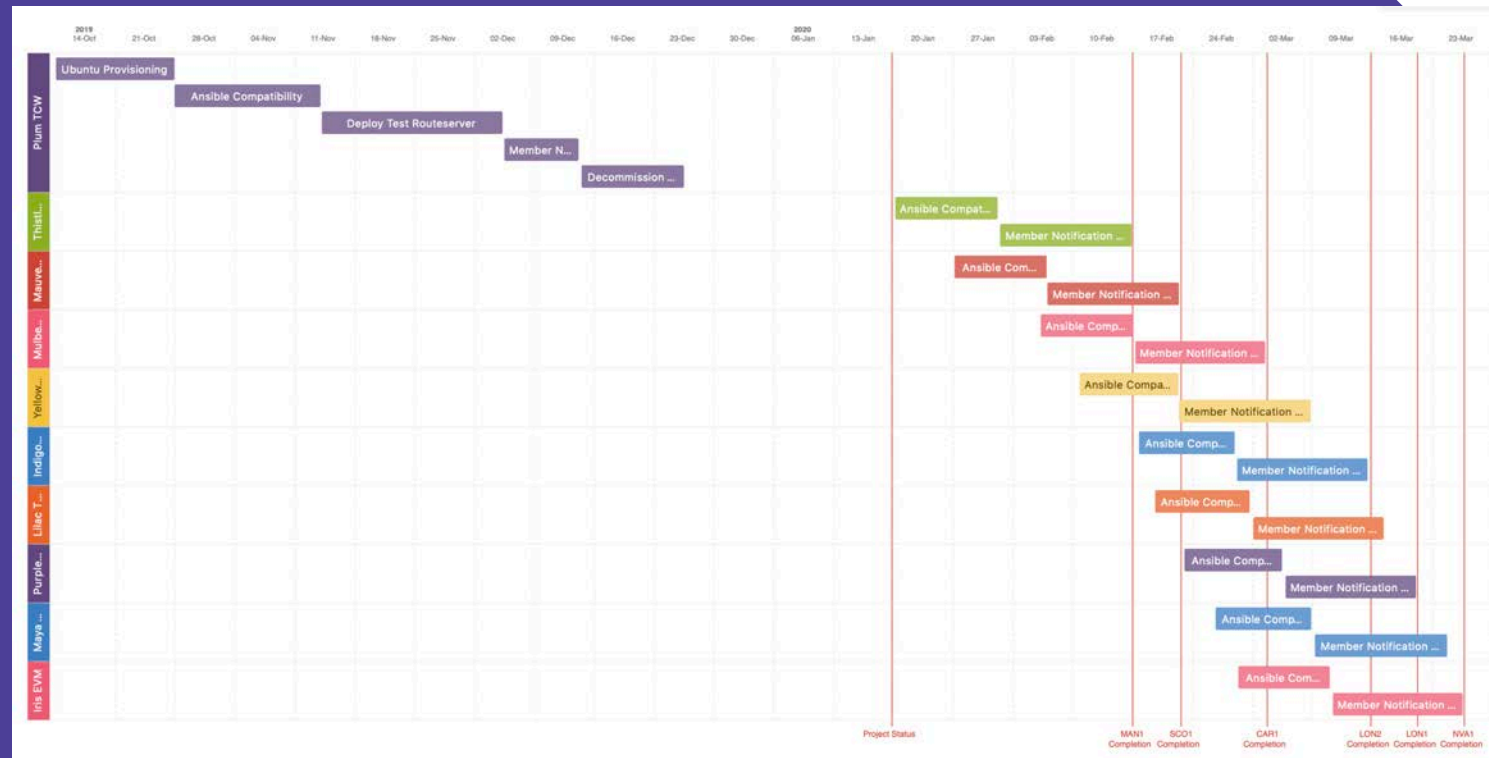 2019
14-Oct 21-Oct 28-Oct 04-Nov 11-Nov 18-Nov 25-Nov 02-Dec 09-Dec 16-Dec 23-Dec 30-Dec
2020
06-Jan 13-Jan 20-Jan 27-Jan 03-Feb 10-Feb 17-Feb 24-Feb 02-Mar 09-Mar 16-Mar 23-Mar
Plum TCW
Ubuntu Provisioning
Ansible Compatibility
Deploy Test Routeserver
Member N...
Decommission ...
Thistl...
Ansible Compat...
Member Notification ...
Mauve...
Ansible Com...
Member Notification ...
Mulbe...
Ansible Comp...
Member Notification ...
Yellow...
Ansible Compa...
Member Notification ...
Indigo...
Ansible Comp...
Member Notification ...
Lilac T...
Ansible Comp...
Member Notification ...
Purple...
Ansible Comp...
Member Notification ...
Maya ...
Ansible Comp...
Member Notification ...
Iris EVM
Ansible Com...
Member Notification ...
Project Status
MAN1
Completion
SCO1
Completion
CAR1
Completion
LON2
Completion
LON1
Completion
NVA1
Completion